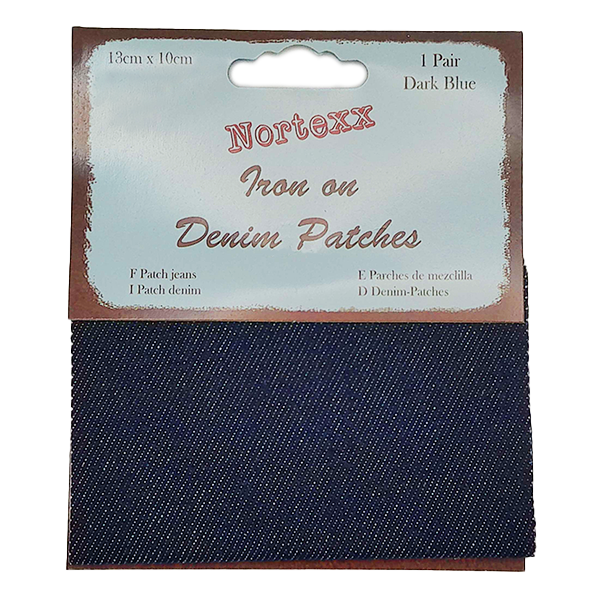 13cm x 10cm
1 Pair
Dark Blue
Nortexx
Iron on
Denim Patches
F Patch jeans
I Patch denim
E Parches de mezclilla
D Denim-Patches